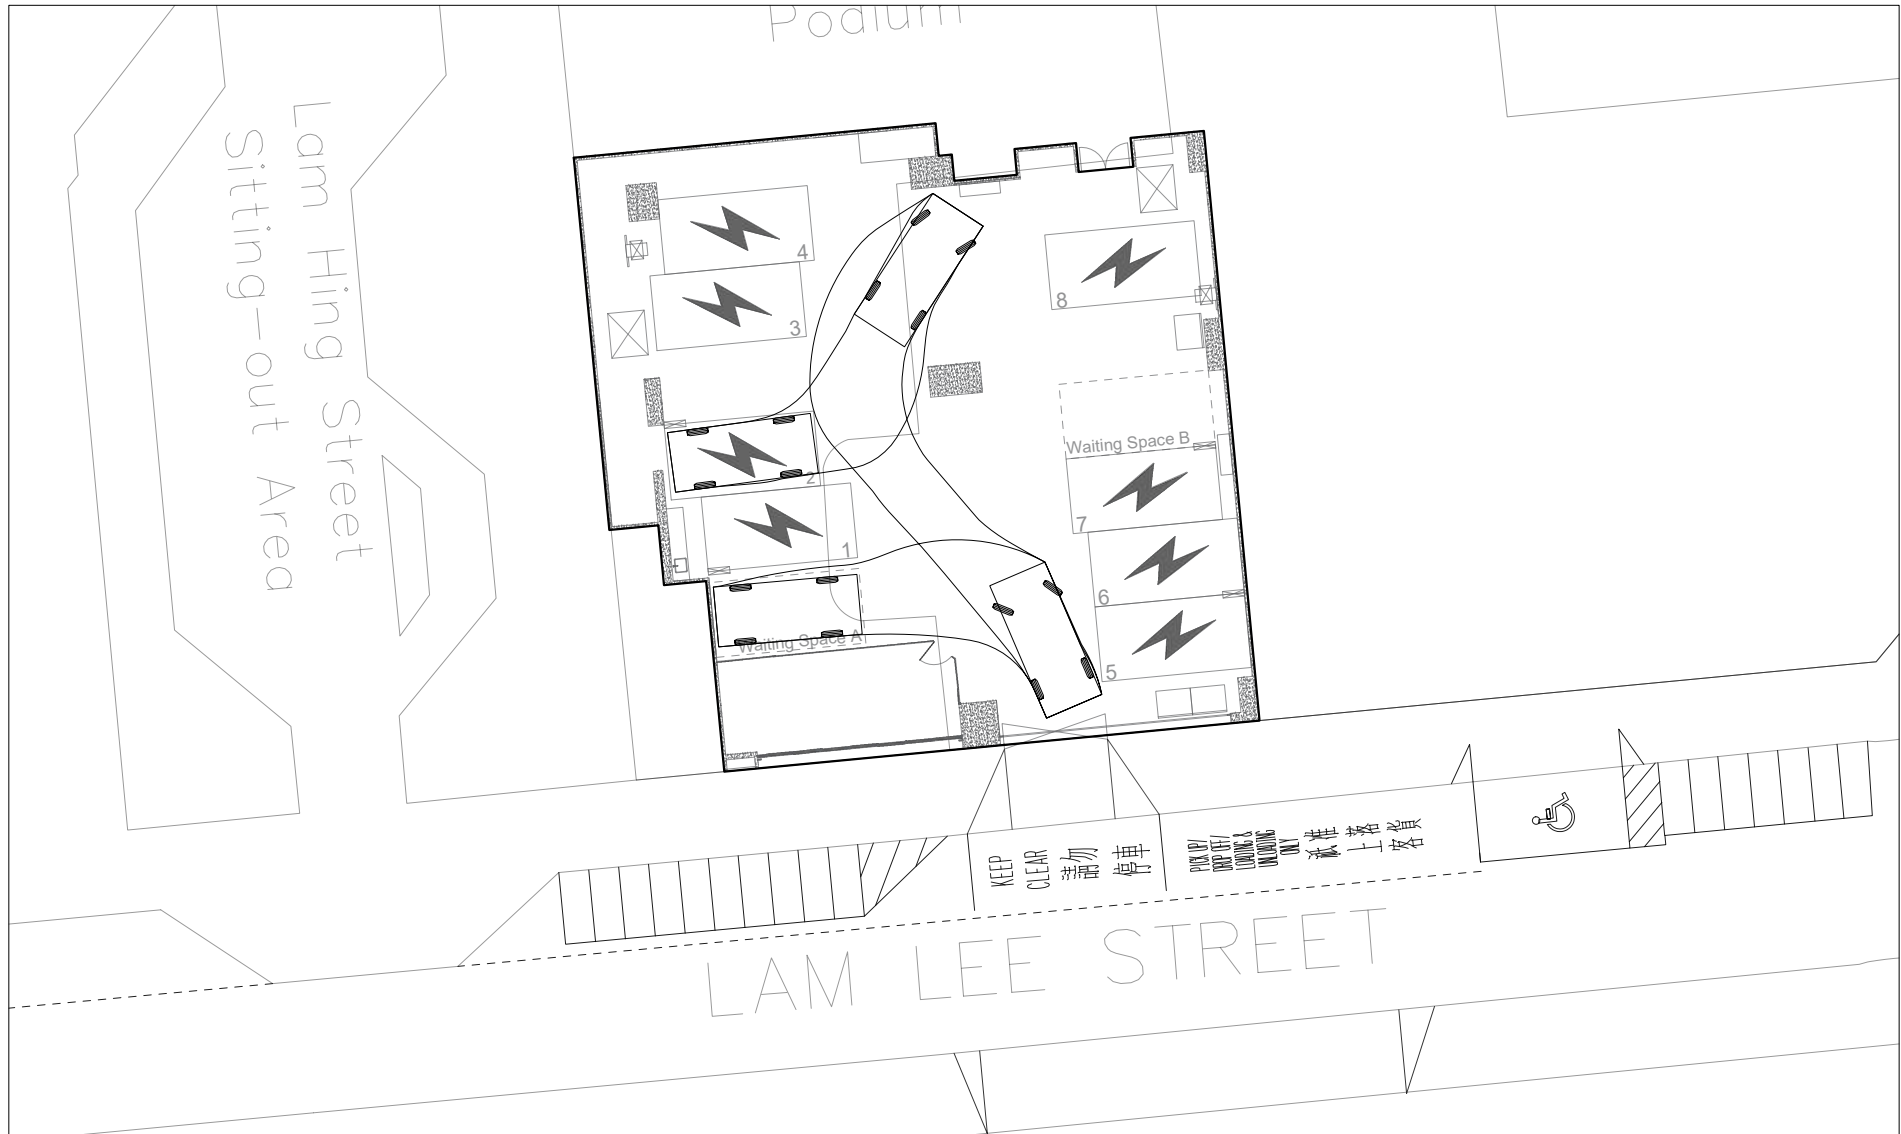 Podium
Lam Hing Street
Sitting-out Area
4
3
2
1
8
Waiting Space B
7
6
5
Waiting Space A
KEEP
CLEAR
請勿
停車
PICK UP/
DROP OFF/
LOADING &
UNLOADING
ONLY
祇准
上落
客貨
LAM LEE STREET